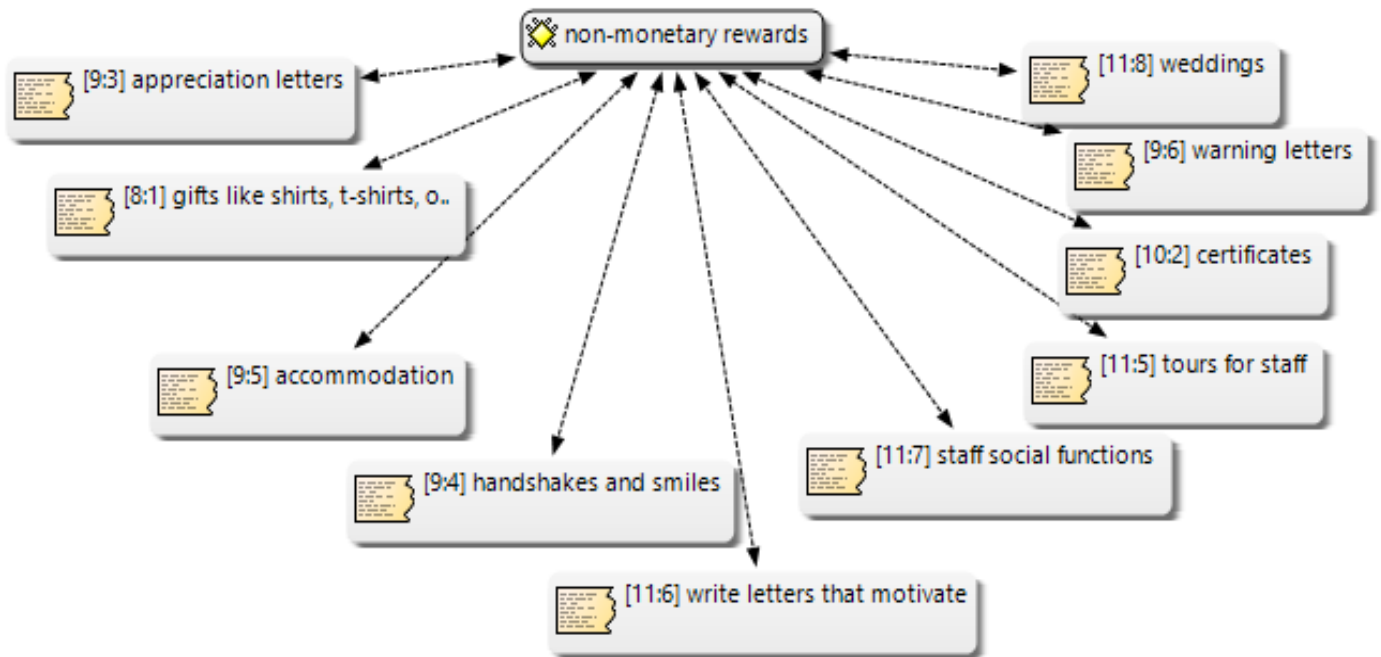 non-monetary rewards
[9:3] appreciation letters
[11:8] weddings
[9:6] warning letters
[8:1] gifts like shirts, t-shirts, o..
[10:2] certificates
[11:5] tours for staff
[9:5] accommodation
[11:7] staff social functions
[9:4] handshakes and smiles
[11:6] write letters that motivate